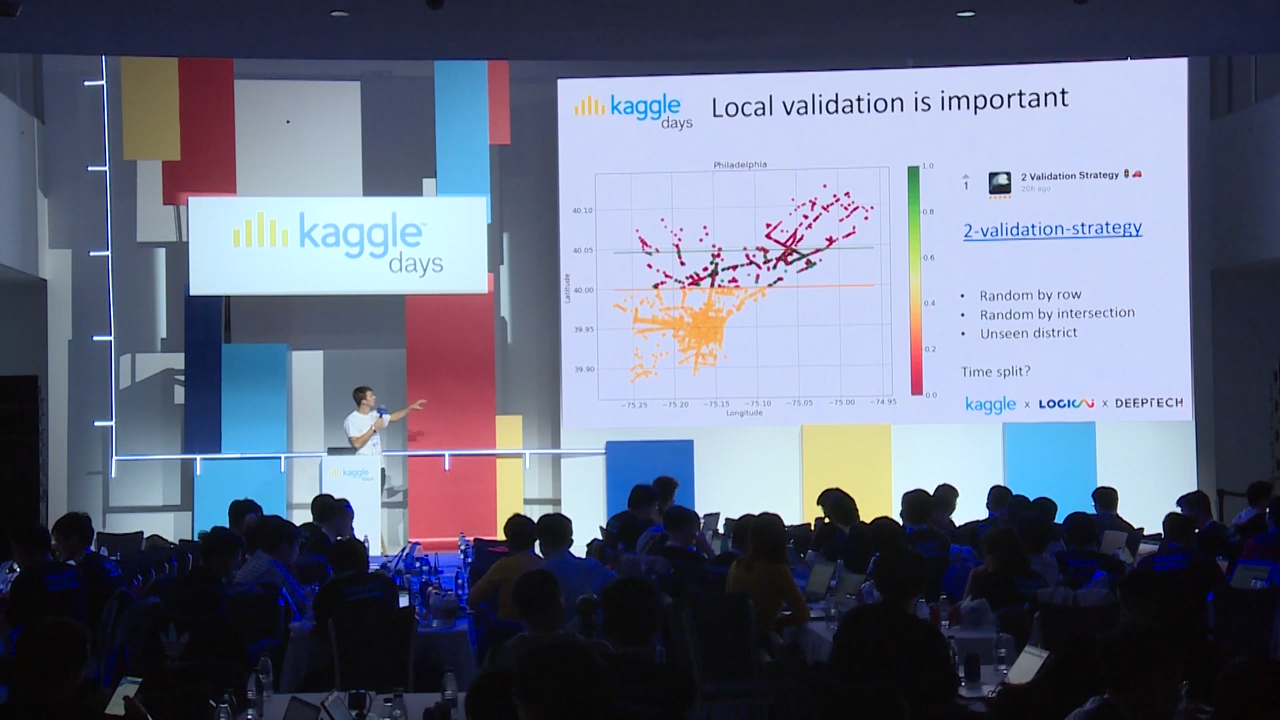 kaggle
days
kaggle
days
kaggle
days
Local validation is important
Philadelphia
40.10
40.05
40.00
39.95
39.90
Latitude
−75.25
−75.20
−75.15
−75.10
−75.05
−75.00
−74.95
Longitude
1.0
0.8
0.6
0.4
0.2
0.0
1
2 Validation Strategy
20h ago
2-validation-strategy
• Random by row
• Random by intersection
• Unseen district
Time split?
kaggle x LOGICAI x DEEPTECH